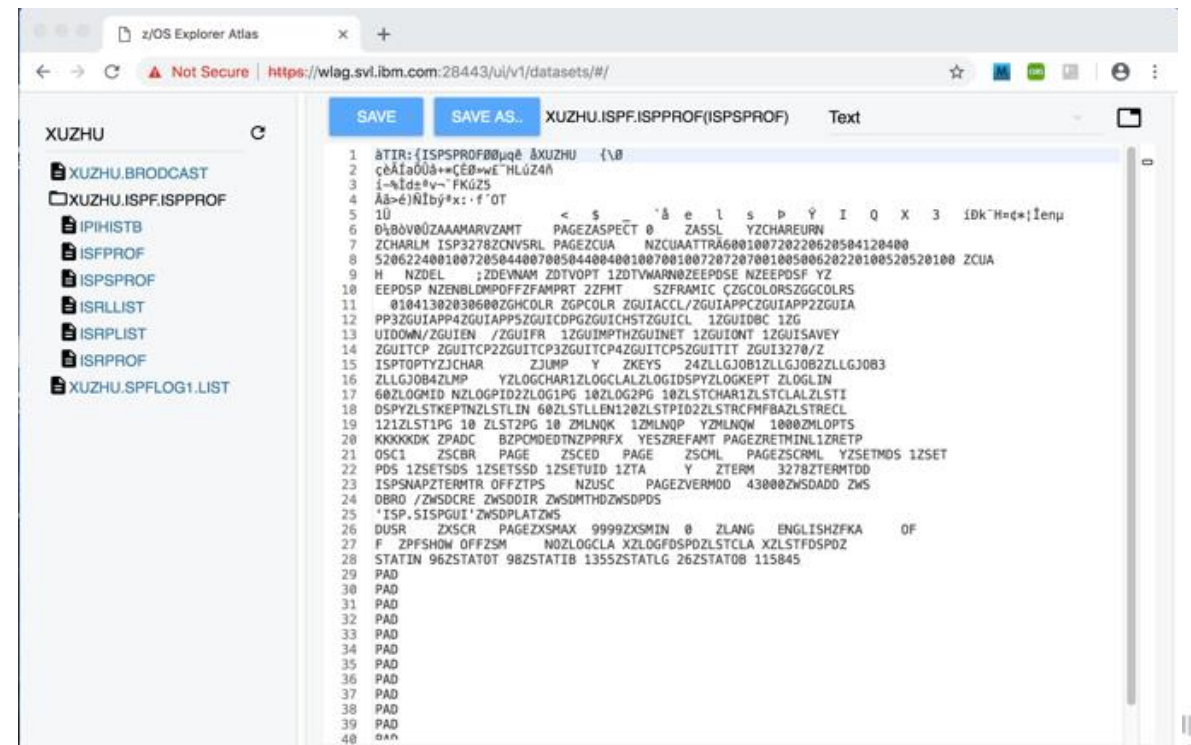 z/OS Explorer Atlas
Not Secure https://wlag.svl.ibm.com:28443/ui/v1/datasets/#/
XUZHU
XUZHU.BRODCAST
XUZHU.ISPF.ISPPROF
IPIHISTB
ISFPROF
ISPSPROF
ISRLLIST
ISRPLIST
ISRPROF
XUZHU.SPFLOG1.LIST
SAVE SAVE AS.. XUZHU.ISPF.ISPPROF(ISPSPROF) Text
1 XUZHU
2
3
4
5 < $ _ `å e l s Þ Ý I Q X 3
6 PAGEZASPECT 0 ZASSL YZCHAREURN
7 ZCHARLM ISP3278ZCNVSRL PAGEZCUA
8 ZCUA
9 H NZDEL ;ZDEVNAM ZDTVOPT 1ZDTVWARN0ZEEPDSE NZEEPDSF YZ
10 EEPDSP NZENBLDMPOFFZFAMPRT 2ZFMT SZFRAMIC ÇZGCOLORSZGGCOLRS
11 01041302030600ZGHCOLR ZGPCOLR ZGUIACCL/ZGUIAPPCZGUIAPP2ZGUIA
12 PP3ZGUIAPP4ZGUIAPP5ZGUICDPGZGUICHSTZGUICL 1ZGUIDBC 1ZG
13 UIDOWN/ZGUIEN /ZGUIFR 1ZGUIMPTHZGUINET 1ZGUIONT 1ZGUISAVEY
14 ZGUITCP ZGUITCP2ZGUITCP3ZGUITCP4ZGUITCP5ZGUITIT ZGUI3270/Z
15 ISPTOPTYZJCHAR ZJUMP Y ZKEYS 24ZLLGJOB1ZLLGJOB2ZLLGJOB3
16 ZLLGJOB4ZLMP YZLOGCHAR1ZLOGCLALZLOGIDSPYZLOGKEPT ZLOGLIN
17 60ZLOGMID NZLOGPID2ZLOG1PG 10ZLOG2PG 10ZLSTCHAR1ZLSTCLALZLSTI
18 DSPYZLSTKEPTNZLSTLIN 60ZLSTLLEN120ZLSTPID2ZLSTRCFMFBAZLSTRECL
19 121ZLST1PG 10 ZLST2PG 10 ZMLNQK 1ZMLNQP YZMLNQW 1000ZMLOPTS
20 KKKKKDK ZPADC BZPCMDEDTNZPPRFX YESZREFAMT PAGEZRETMINL1ZRETP
21 OSC1 ZSCBR PAGE ZSCED PAGE ZSCML PAGEZSCRML YZSETMDS 1ZSET
22 PDS 1ZSETSDS 1ZSETSSD 1ZSETUID 1ZTA Y ZTERM 3278ZTERMTDD
23 ISPSNAPZTERMTR OFFZTPS NZUSC PAGEZVERMOD 43000ZWSDADD ZWS
24 DBRO /ZWSDCRE ZWSDDIR ZWSDMTHDZWSDPDS
25 'ISP.SISPGUI'ZWSDPLATZWS
26 DUSR ZXSCR PAGEZXSMAX 9999ZXSMIN 0 ZLANG ENGLISHZFKA OF
27 F ZPFSHOW OFFZSM NOZLOGCLA XZLOGFDSPDZLSTCLA XZLSTFDSPDZ
28 STATIN 96ZSTATOT 98ZSTATIB 1355ZSTATLG 26ZSTATOB 115845
29 PAD
30 PAD
31 PAD
32 PAD
33 PAD
34 PAD
35 PAD
36 PAD
37 PAD
38 PAD
39 PAD
40